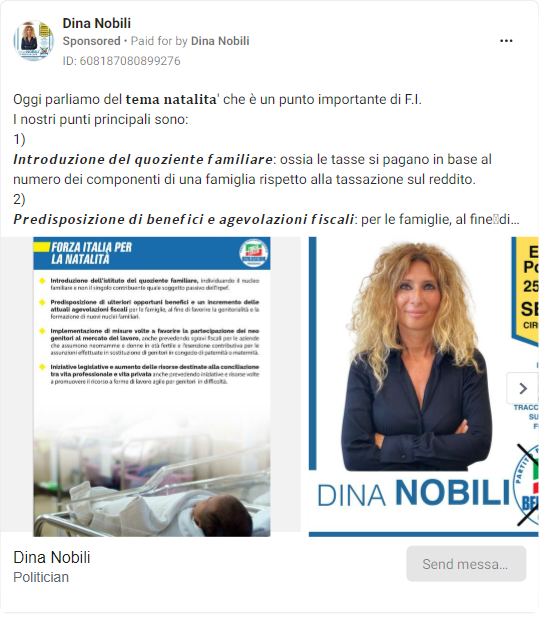 Dina Nobili
Sponsored • Paid for by Dina Nobili
ID: 608187080899276
Oggi parliamo del tema natalita' che è un punto importante di F.I.
I nostri punti principali sono:
1)
Introduzione del quoziente familiare: ossia le tasse si pagano in base al
numero dei componenti di una famiglia rispetto alla tassazione sul reddito.
2)
Predisposizione di benefici e agevolazioni fiscali: per le famiglie, al fine di...
FORZA ITALIA PER
LA NATALITÀ
Introduzione dell'istituto del quoziente familiare, individuando il nucleo
familiare e non il singolo contribuente quale soggetto passivo dell'Irpef.
Predisposizione di ulteriori opportuni benefici e un incremento delle
attuali agevolazioni fiscali per le famiglie, al fine di favorire la genitorialità e la
formazione di nuovi nuclei familiari.
Implementazione di misure volte a favorire la partecipazione dei neo
genitori al mercato del lavoro, anche prevedendo sgravi fiscali per le aziende
che assumono neomamme e donne in età fertile e l'esenzione contributiva per le
assunzioni effettuate in sostituzione di genitori in congedo di paternità o maternità.
Iniziative legislative e aumento delle risorse destinate alla conciliazione
tra vita professionale e vita privata anche prevedendo iniziative e risorse volte
a promuovere il ricorso a forme di lavoro agile per genitori in difficoltà.
E
Po
25
SE
CIR
TRACC
SU
F
PARTIT
BER
DINA NOBILI
Dina Nobili
Politician
Send messa...